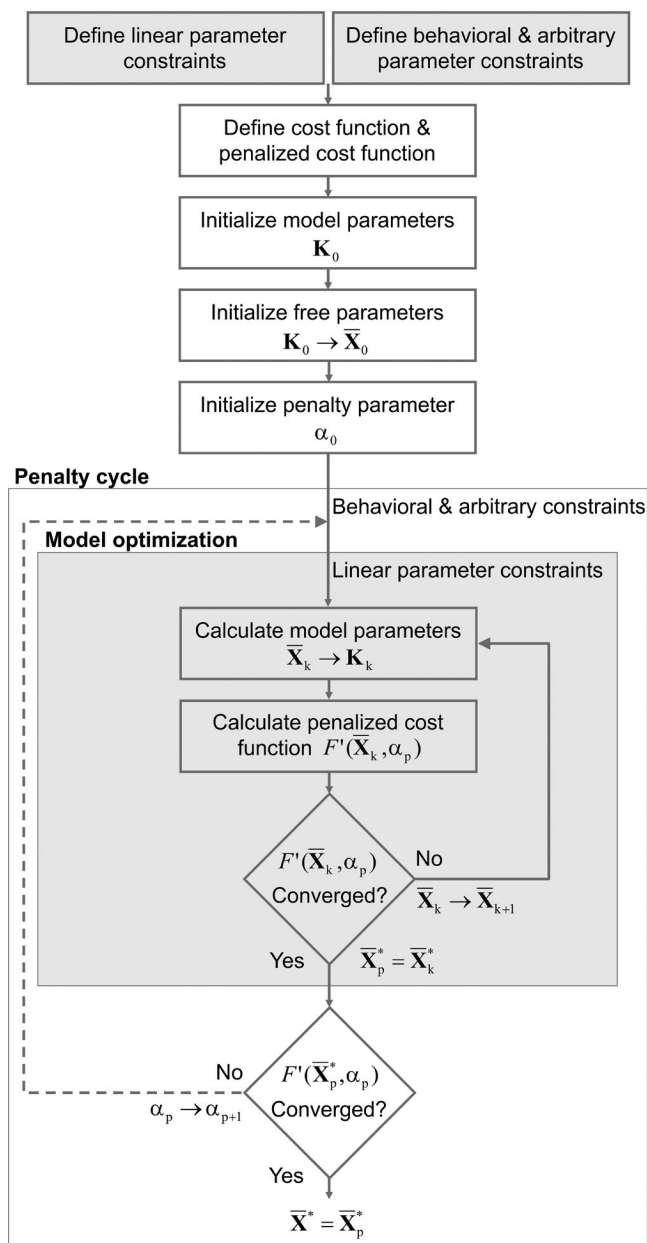 Define linear parameter
constraints
Define behavioral & arbitrary
parameter constraints
Define cost function &
penalized cost function
Initialize model parameters
K₀
Initialize free parameters
K₀ → X̅₀
Initialize penalty parameter
α₀
Penalty cycle
Behavioral & arbitrary constraints
Model optimization
Linear parameter constraints
Calculate model parameters
X̅ₖ → Kₖ
Calculate penalized cost
function F'(X̅ₖ,αₚ)
F'(X̅ₖ,αₚ)
Converged?
No
X̅ₖ → X̅ₖ₊₁
Yes
X̅ₚ* = X̅ₖ*
F'(X̅ₚ*,αₚ)
Converged?
No
αₚ → αₚ₊₁
Yes
X̅* = X̅ₚ*